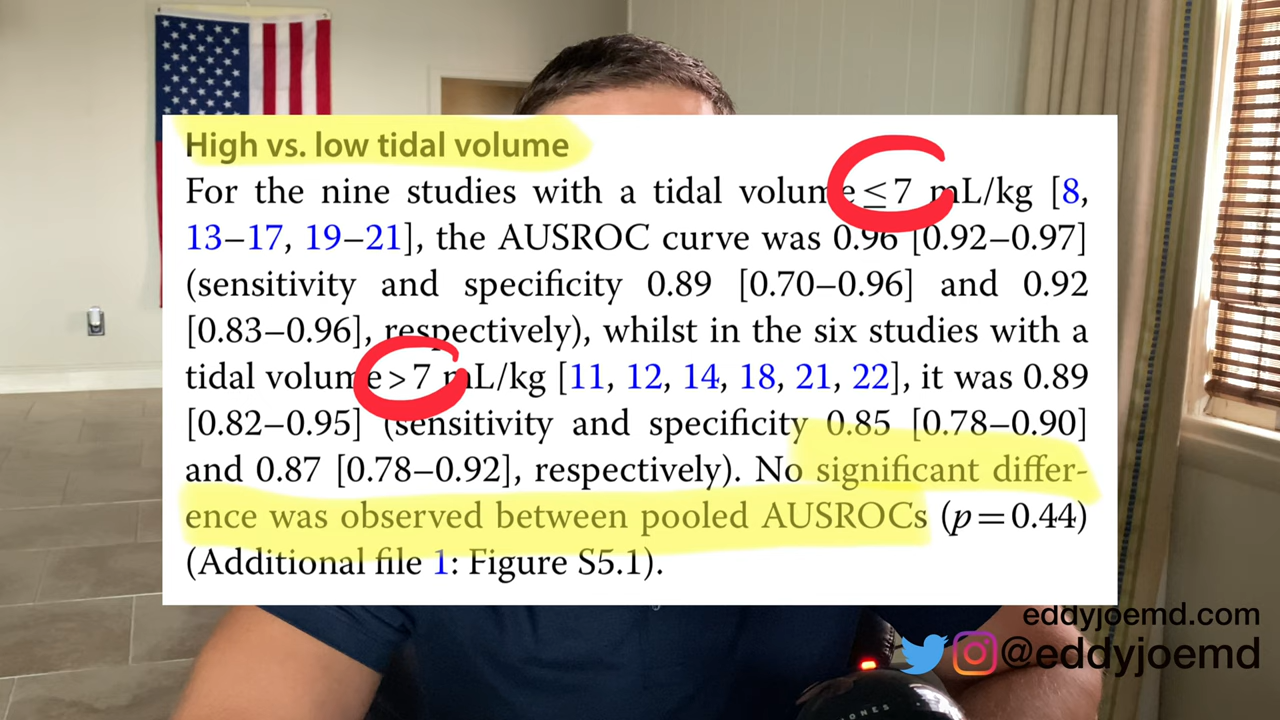 High vs. low tidal volume
For the nine studies with a tidal volume ≤ 7 mL/kg [8,
13–17, 19–21], the AUSROC curve was 0.96 [0.92–0.97]
(sensitivity and specificity 0.89 [0.70–0.96] and 0.92
[0.83–0.96], respectively), whilst in the six studies with a
tidal volume > 7 mL/kg [11, 12, 14, 18, 21, 22], it was 0.89
[0.82–0.95] (sensitivity and specificity 0.85 [0.78–0.90]
and 0.87 [0.78–0.92], respectively). No significant differ-
ence was observed between pooled AUSROCs (p = 0.44)
(Additional file 1: Figure S5.1).
eddyjoemd.com
@eddyjoemd